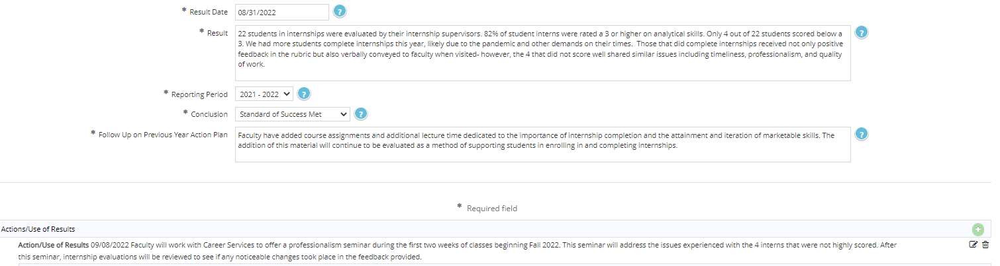 * Result Date 08/31/2022 ?
* Result 22 students in internships were evaluated by their internship supervisors. 82% of student interns were rated a 3 or higher on analytical skills. Only 4 out of 22 students scored below a ?
3. We had more students complete internships this year, likely due to the pandemic and other demands on their times. Those that did complete internships received not only positive
feedback in the rubric but also verbally conveyed to faculty when visited- however, the 4 that did not score well shared similar issues including timeliness, professionalism, and quality
of work.
* Reporting Period 2021 - 2022 ?
* Conclusion Standard of Success Met ?
* Follow Up on Previous Year Action Plan Faculty have added course assignments and additional lecture time dedicated to the importance of internship completion and the attainment and iteration of marketable skills. The ?
addition of this material will continue to be evaluated as a method of supporting students in enrolling in and completing internships.
* Required field
Actions/Use of Results +
Action/Use of Results 09/08/2022 Faculty will work with Career Services to offer a professionalism seminar during the first two weeks of classes beginning Fall 2022. This seminar will address the issues experienced with the 4 interns that were not highly scored. After
this seminar, internship evaluations will be reviewed to see if any noticeable changes took place in the feedback provided.